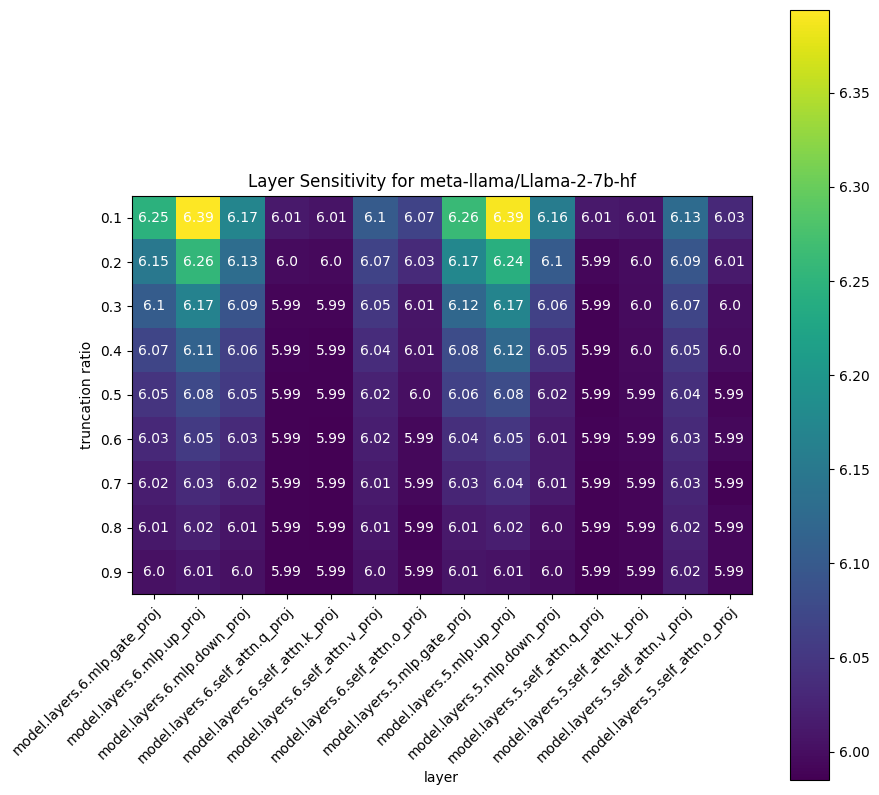 Layer Sensitivity for meta-llama/Llama-2-7b-hf
truncation ratio
0.1 6.25 6.39 6.17 6.01 6.01 6.1 6.07 6.26 6.39 6.16 6.01 6.01 6.13 6.03
0.2 6.15 6.26 6.13 6.0 6.0 6.07 6.03 6.17 6.24 6.1 5.99 6.0 6.09 6.01
0.3 6.1 6.17 6.09 5.99 5.99 6.05 6.01 6.12 6.17 6.06 5.99 6.0 6.07 6.0
0.4 6.07 6.11 6.06 5.99 5.99 6.04 6.01 6.08 6.12 6.05 5.99 6.0 6.05 6.0
0.5 6.05 6.08 6.05 5.99 5.99 6.02 6.0 6.06 6.08 6.02 5.99 5.99 6.04 5.99
0.6 6.03 6.05 6.03 5.99 5.99 6.02 5.99 6.04 6.05 6.01 5.99 5.99 6.03 5.99
0.7 6.02 6.03 6.02 5.99 5.99 6.01 5.99 6.03 6.04 6.01 5.99 5.99 6.03 5.99
0.8 6.01 6.02 6.01 5.99 5.99 6.01 5.99 6.01 6.02 6.0 5.99 5.99 6.02 5.99
0.9 6.0 6.01 6.0 5.99 5.99 6.0 5.99 6.01 6.01 6.0 5.99 5.99 6.02 5.99
model.layers.6.mlp.gate_proj
model.layers.6.mlp.up_proj
model.layers.6.mlp.down_proj
model.layers.6.self_attn.q_proj
model.layers.6.self_attn.k_proj
model.layers.6.self_attn.v_proj
model.layers.6.self_attn.o_proj
model.layers.5.mlp.gate_proj
model.layers.5.mlp.up_proj
model.layers.5.mlp.down_proj
model.layers.5.self_attn.q_proj
model.layers.5.self_attn.k_proj
model.layers.5.self_attn.v_proj
model.layers.5.self_attn.o_proj
layer
6.35
6.30
6.25
6.20
6.15
6.10
6.05
6.00